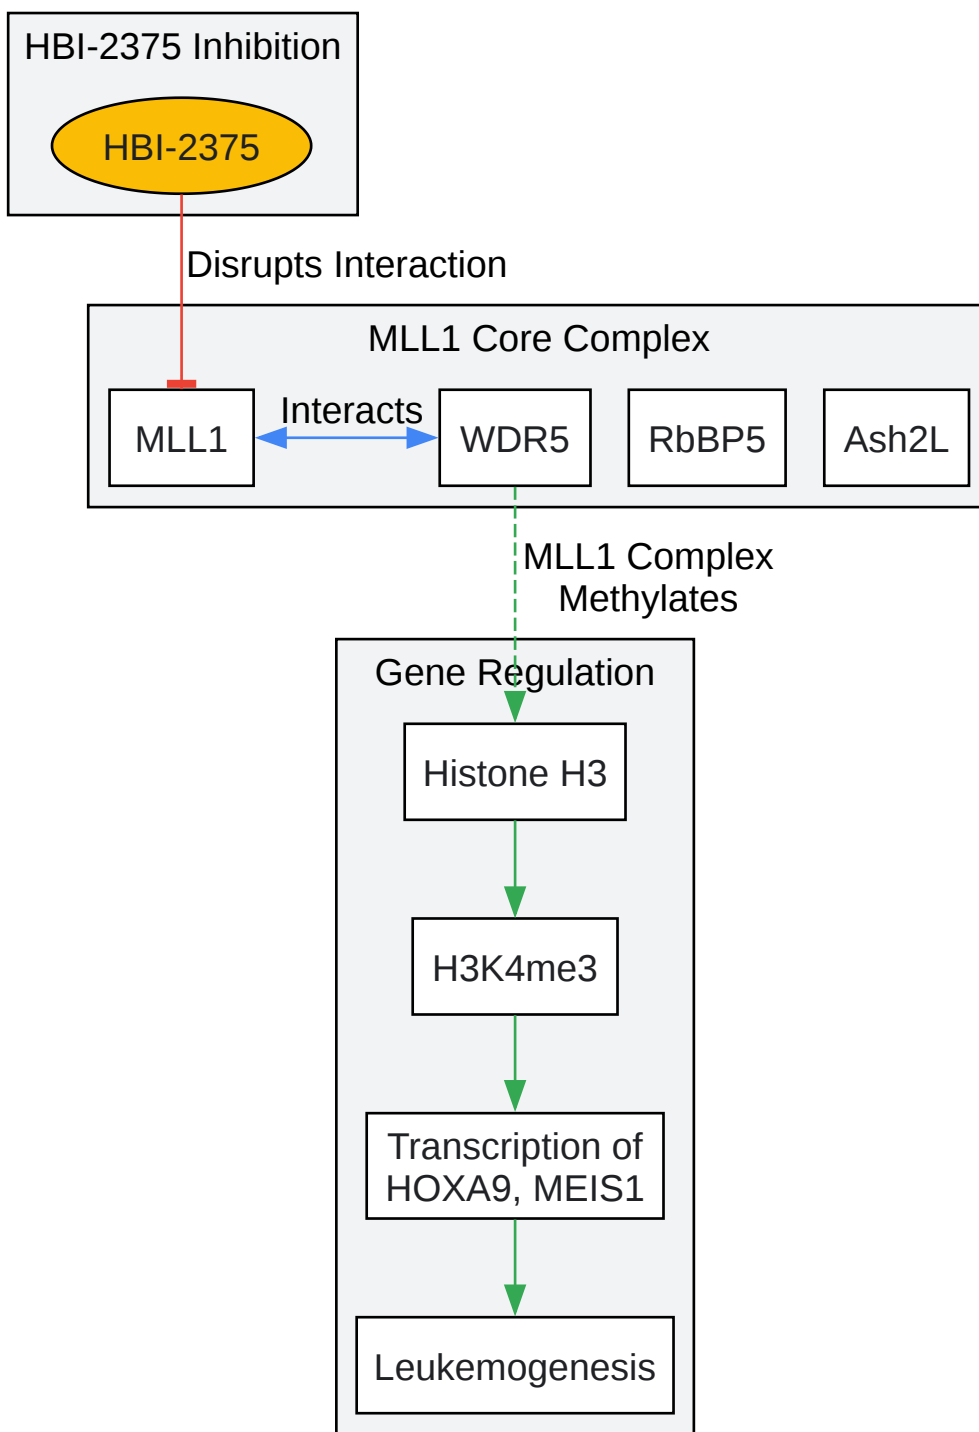 HBI-2375 Inhibition
HBI-2375
Disrupts Interaction
MLL1 Core Complex
MLL1
Interacts
WDR5
RbBP5
Ash2L
MLL1 Complex
Methylates
Gene Regulation
Histone H3
H3K4me3
Transcription of
HOXA9, MEIS1
Leukemogenesis